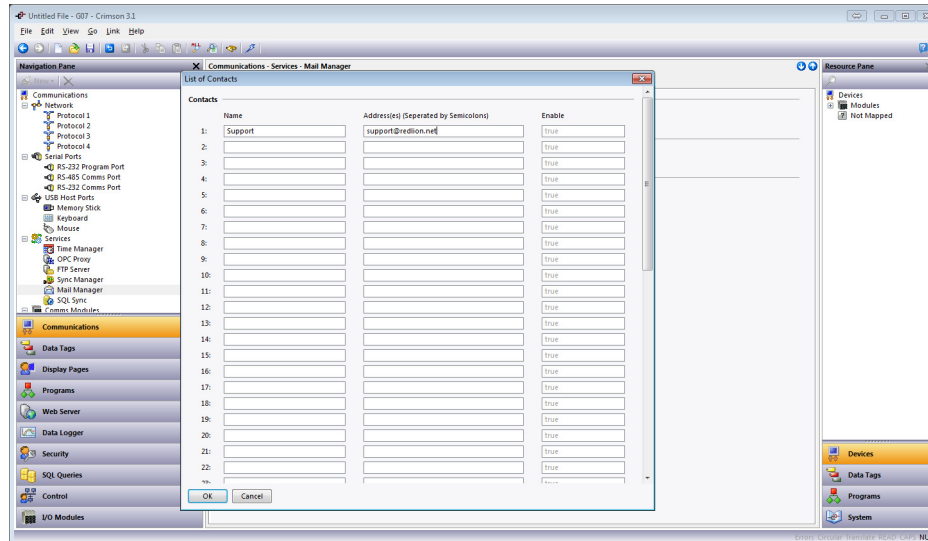 Untitled File - G07 - Crimson 3.1
File Edit View Go Link Help
Navigation Pane
Communications - Services - Mail Manager
Resource Pane
New
List of Contacts
Communications
Network
Protocol 1
Protocol 2
Protocol 3
Protocol 4
Serial Ports
RS-232 Program Port
RS-485 Comms Port
RS-232 Comms Port
USB Host Ports
Memory Stick
Keyboard
Mouse
Services
Time Manager
OPC Proxy
FTP Server
Sync Manager
Mail Manager
SQL Sync
Comms Modules
Communications
Data Tags
Display Pages
Programs
Web Server
Data Logger
Security
SQL Queries
Control
I/O Modules
Contacts
Name Address(es) (Seperated by Semicolons) Enable
1: Support support@redlion.net true
2: true
3: true
4: true
5: true
6: true
7: true
8: true
9: true
10: true
11: true
12: true
13: true
14: true
15: true
16: true
17: true
18: true
19: true
20: true
21: true
22: true
OK Cancel
Devices
Modules
Not Mapped
Devices
Data Tags
Programs
System
Errors Circular Translate READ CAPS NU